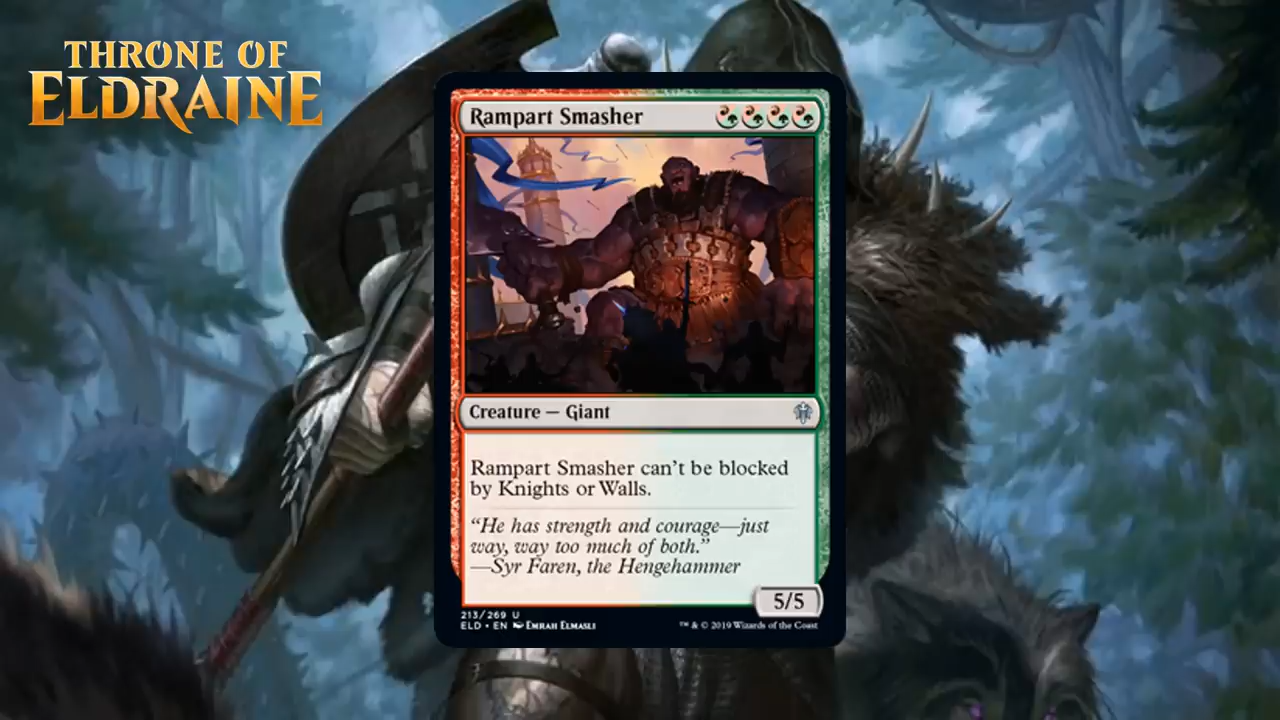 THRONE OF
ELDRAINE
Rampart Smasher
Creature — Giant
Rampart Smasher can't be blocked
by Knights or Walls.
"He has strength and courage—just
way, way too much of both."
—Syr Faren, the Hengehammer
5/5
213/269 U
ELD • EN Emrah Elmasli
™ & © 2019 Wizards of the Coast